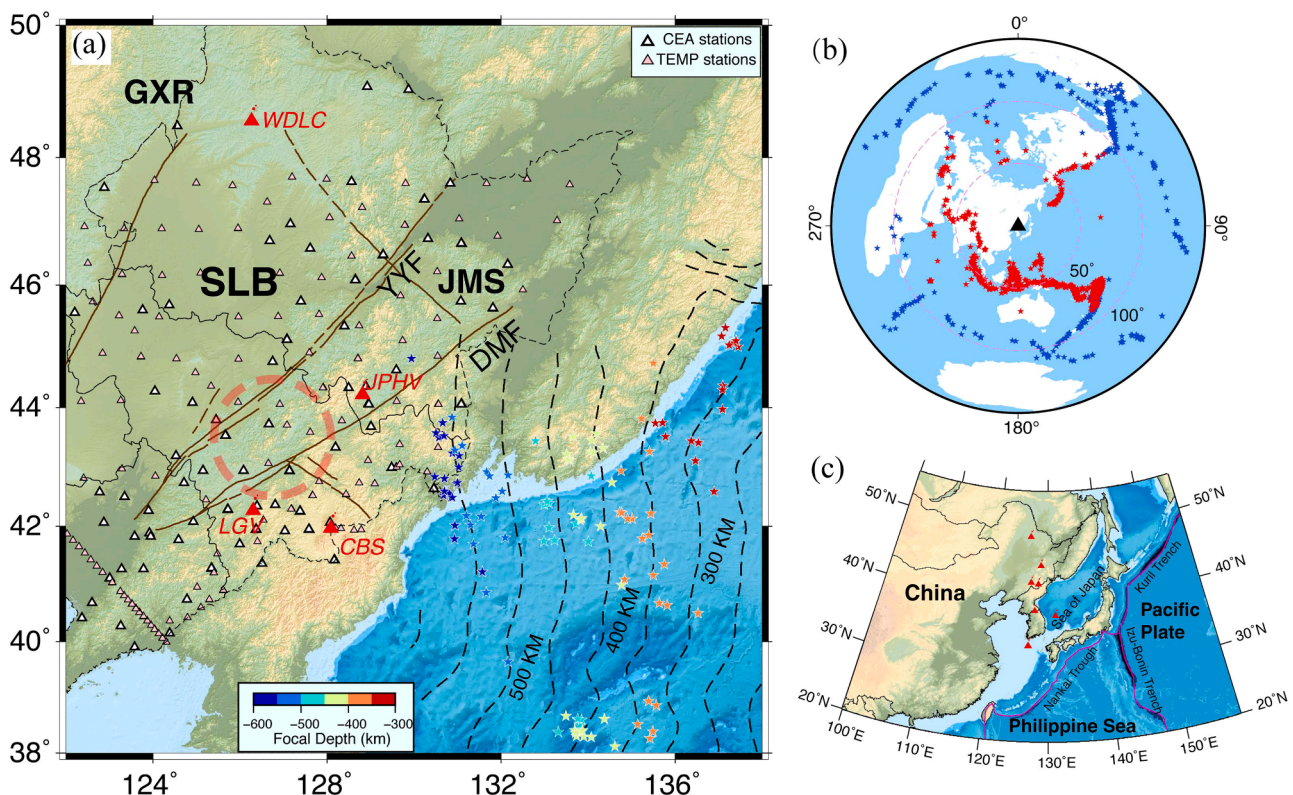 (a)
50˚
48˚
46˚
44˚
42˚
40˚
38˚
124˚
128˚
132˚
136˚
CEA stations
TEMP stations
GXR
WDLC
SLB
YYF
JMS
DMF
JPHV
LGV
CBS
300 KM
400 KM
500 KM
−600
−500
−400
−300
Focal Depth (km)
(b)
0˚
270˚
90˚
50˚
100˚
180˚
(c)
50˚N
40˚N
30˚N
20˚N
50˚N
40˚N
30˚N
20˚N
100˚E
110˚E
120˚E
130˚E
140˚E
150˚E
China
Sea of Japan
Kuril Trench
Pacific
Plate
Izu-Bonin Trench
Nankai Trough
Philippine Sea